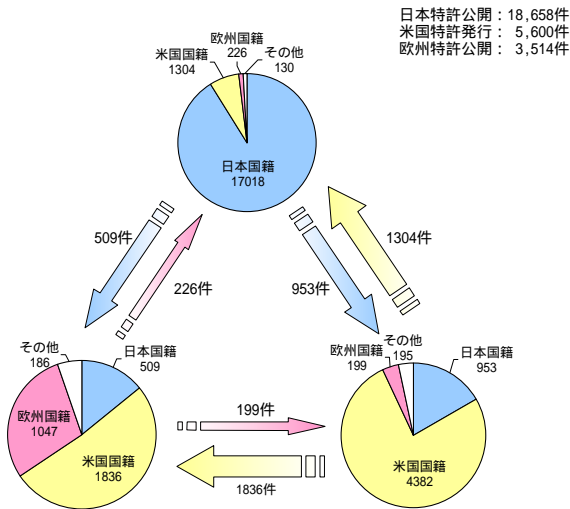 日本特許公開：18,658件
米国特許発行： 5,600件
欧州特許公開： 3,514件
欧州国籍
226
その他
130
米国国籍
1304
日本国籍
17018
509件
226件
953件
1304件
その他
186
日本国籍
509
欧州国籍
1047
米国国籍
1836
199件
1836件
欧州国籍
199
その他
195
日本国籍
953
米国国籍
4382